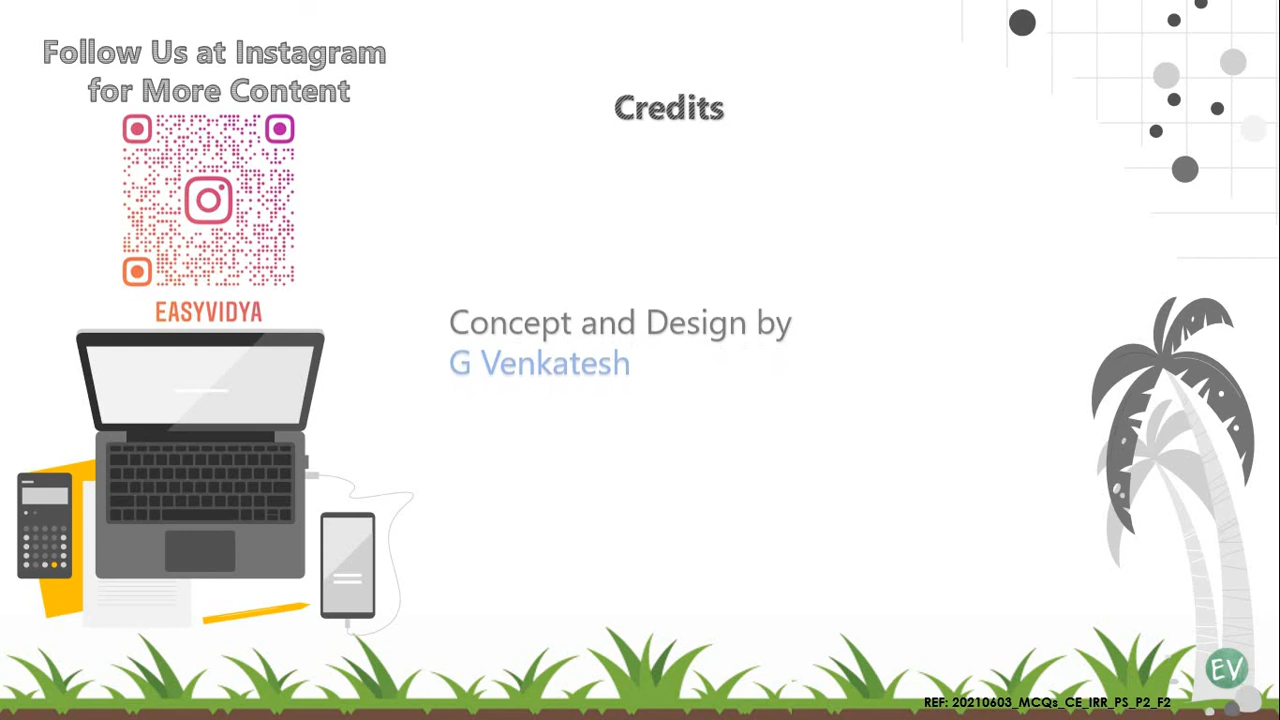 Follow Us at Instagram
for More Content
Credits
EASYVIDYA
Concept and Design by
G Venkatesh
EV
REF: 20210603_MCQs_CE_IRR_PS_P2_F2